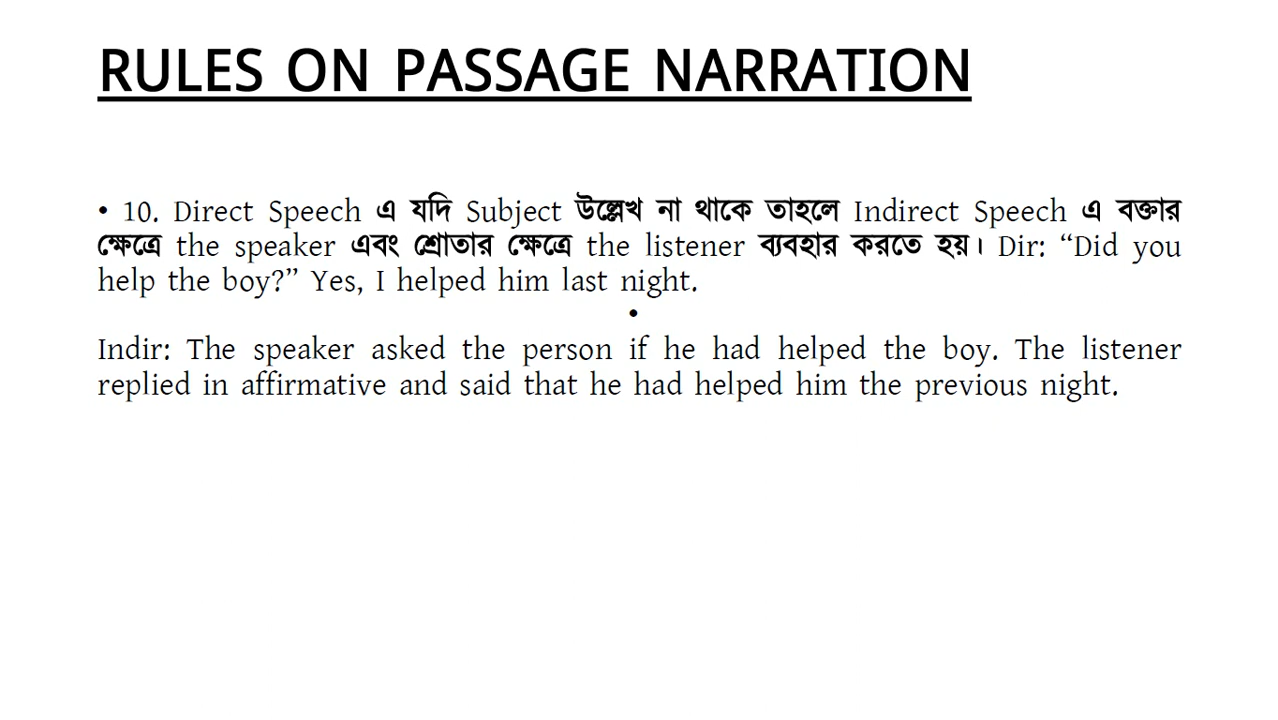 RULES ON PASSAGE NARRATION
• 10. Direct Speech এ যদি Subject উল্লেখ না থাকে তাহলে Indirect Speech এ বক্তার
ক্ষেত্রে the speaker এবং শ্রোতার ক্ষেত্রে the listener ব্যবহার করতে হয়। Dir: “Did you
help the boy?” Yes, I helped him last night.
•
Indir: The speaker asked the person if he had helped the boy. The listener
replied in affirmative and said that he had helped him the previous night.